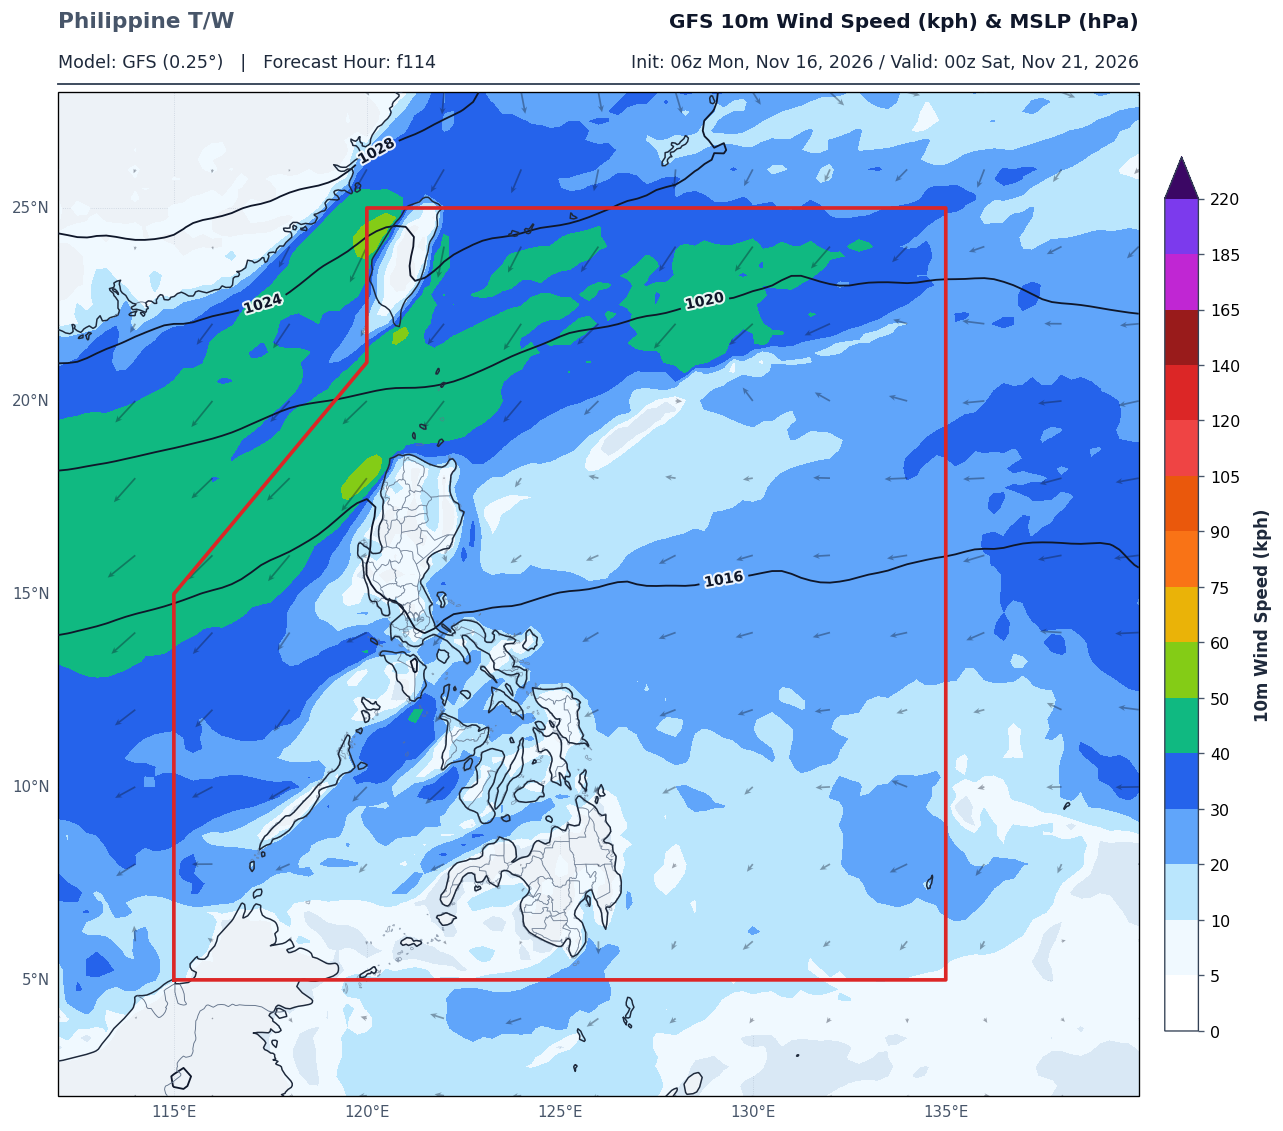 Philippine T/W
GFS 10m Wind Speed (kph) & MSLP (hPa)
Model: GFS (0.25°) | Forecast Hour: f114
Init: 06z Mon, Nov 16, 2026 / Valid: 00z Sat, Nov 21, 2026
1028
1024
1020
1016
25°N
20°N
15°N
10°N
5°N
115°E
120°E
125°E
130°E
135°E
220
185
165
140
120
105
90
75
60
50
40
30
20
10
5
0
10m Wind Speed (kph)